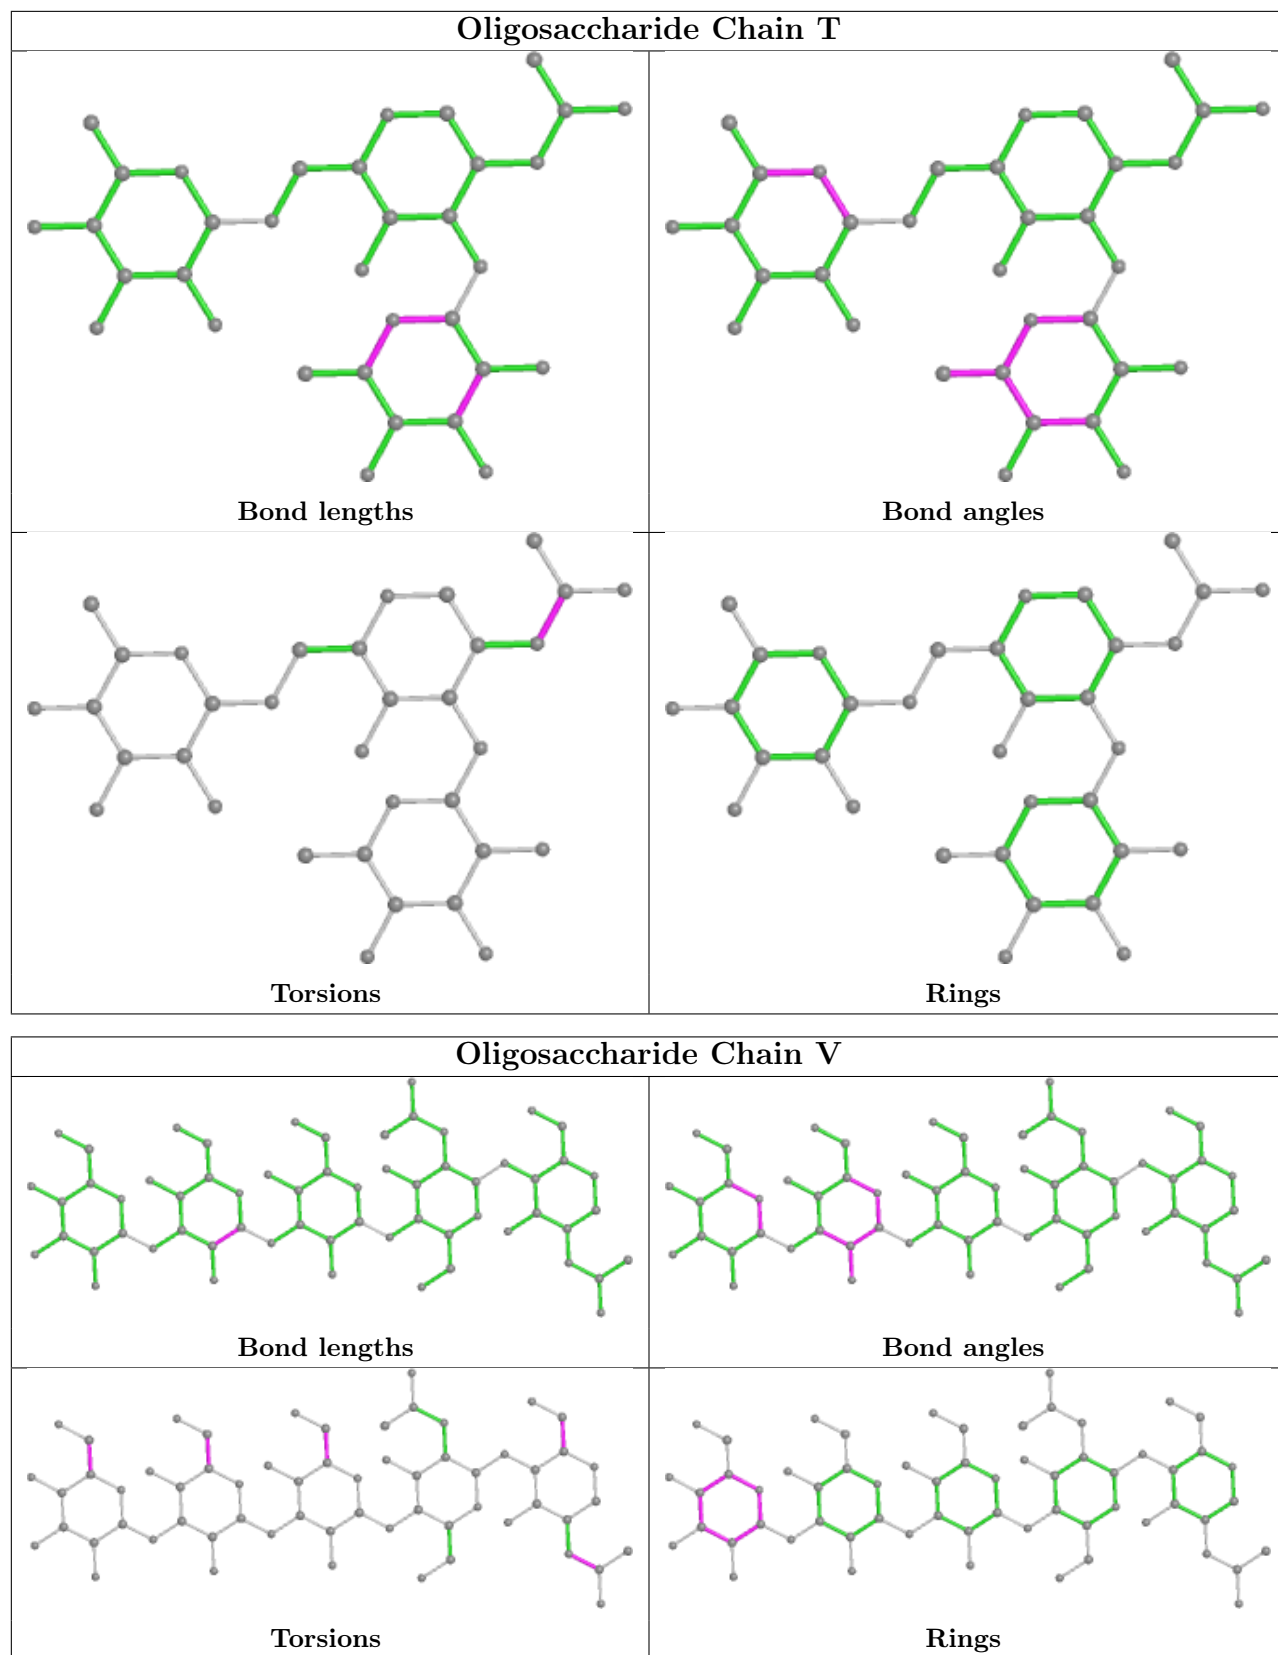 Oligosaccharide Chain T
Bond lengths
Bond angles
Torsions
Rings
Oligosaccharide Chain V
Bond lengths
Bond angles
Torsions
Rings